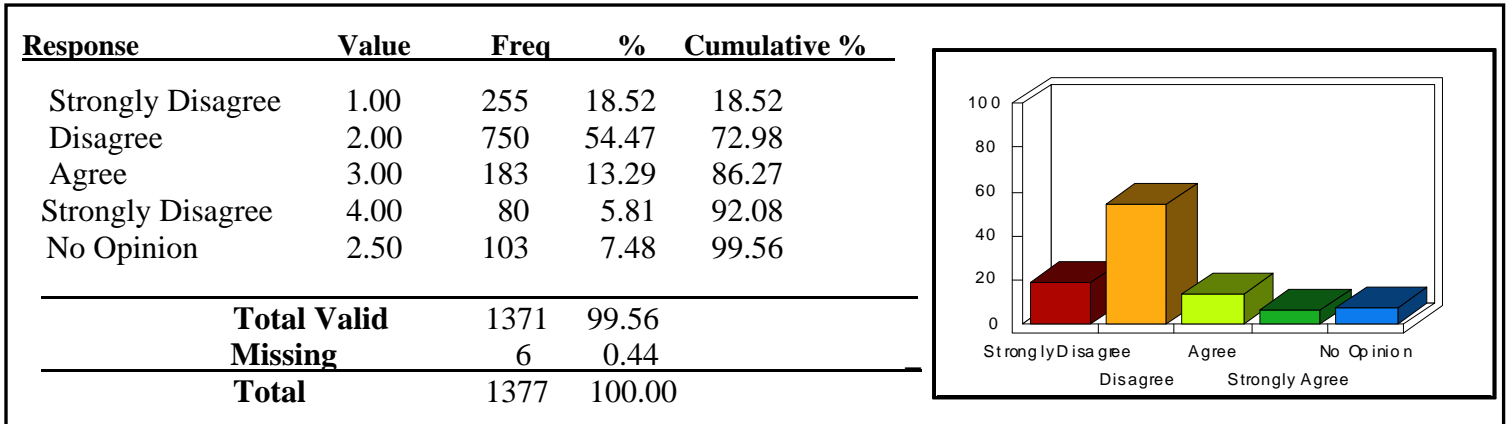 Response Value Freq % Cumulative %
Strongly Disagree 1.00 255 18.52 18.52
Disagree 2.00 750 54.47 72.98
Agree 3.00 183 13.29 86.27
Strongly Disagree 4.00 80 5.81 92.08
No Opinion 2.50 103 7.48 99.56
Total Valid 1371 99.56
Missing 6 0.44
Total 1377 100.00
100
80
60
40
20
0
Strongly Disagree Agree No Opinion
Disagree Strongly Agree